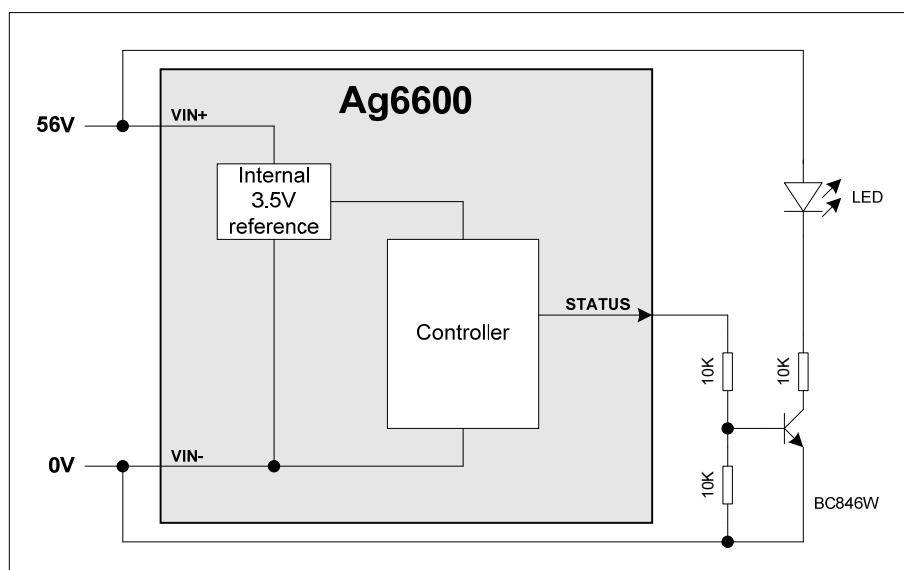 Ag6600
56V
VIN+
Internal
3.5V
reference
LED
STATUS
Controller
10K
10K
0V
VIN-
10K
BC846W